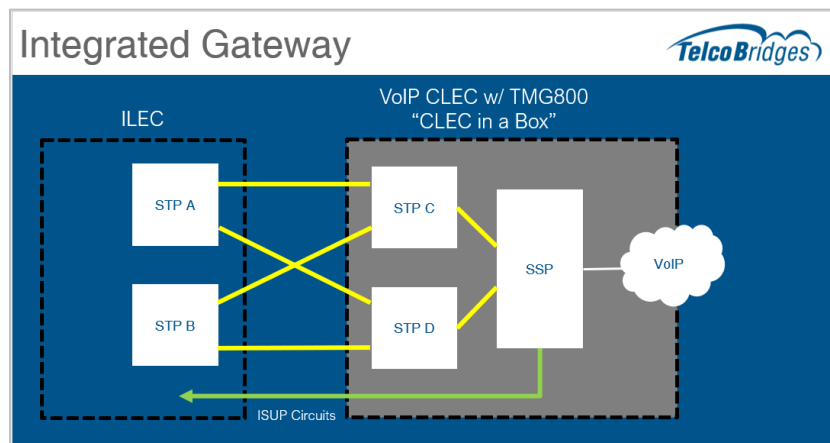 Integrated Gateway
TelcoBridges
VoIP CLEC w/ TMG800
"CLEC in a Box"
ILEC
STP A
STP C
SSP
VoIP
STP B
STP D
ISUP Circuits